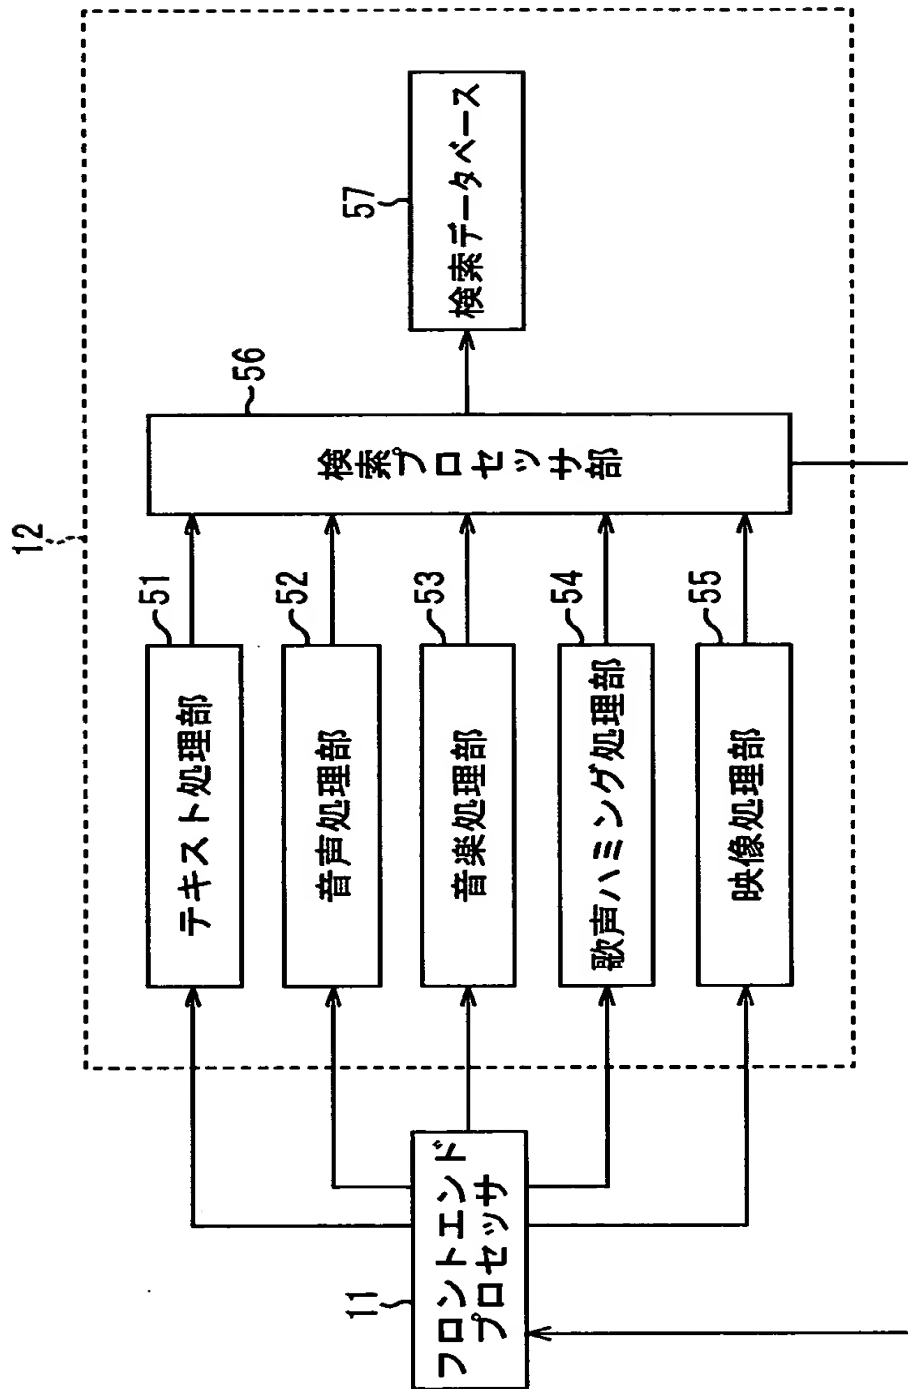 12
11
フロントエンド
プロセッサ
51
テキスト処理部
52
音声処理部
53
音楽処理部
54
歌声ハミング処理部
55
映像処理部
56
検索プロセッサ部
57
検索データベース